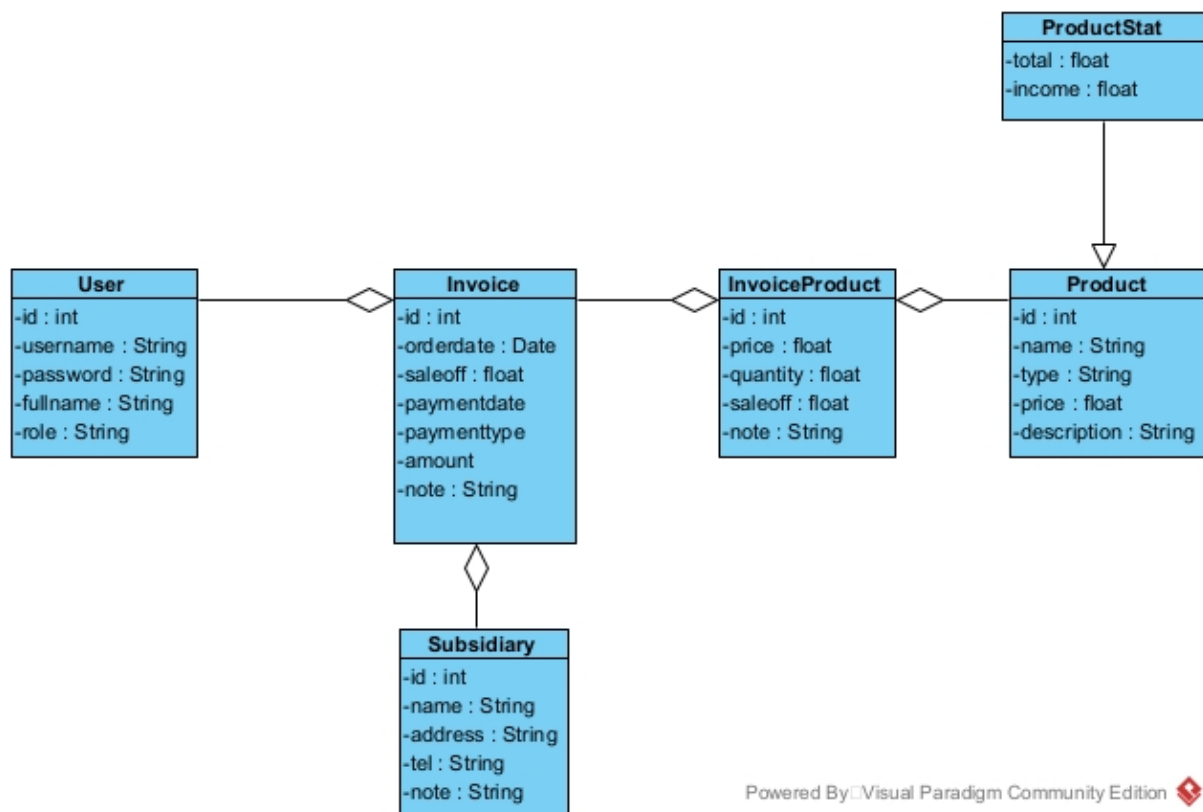 ProductStat
-total : float
-income : float
User
-id : int
-username : String
-password : String
-fullname : String
-role : String
Invoice
-id : int
-orderdate : Date
-saleoff : float
-paymentdate
-paymenttype
-amount
-note : String
InvoiceProduct
-id : int
-price : float
-quantity : float
-saleoff : float
-note : String
Product
-id : int
-name : String
-type : String
-price : float
-description : String
Subsidiary
-id : int
-name : String
-address : String
-tel : String
-note : String
Powered By□Visual Paradigm Community Edition